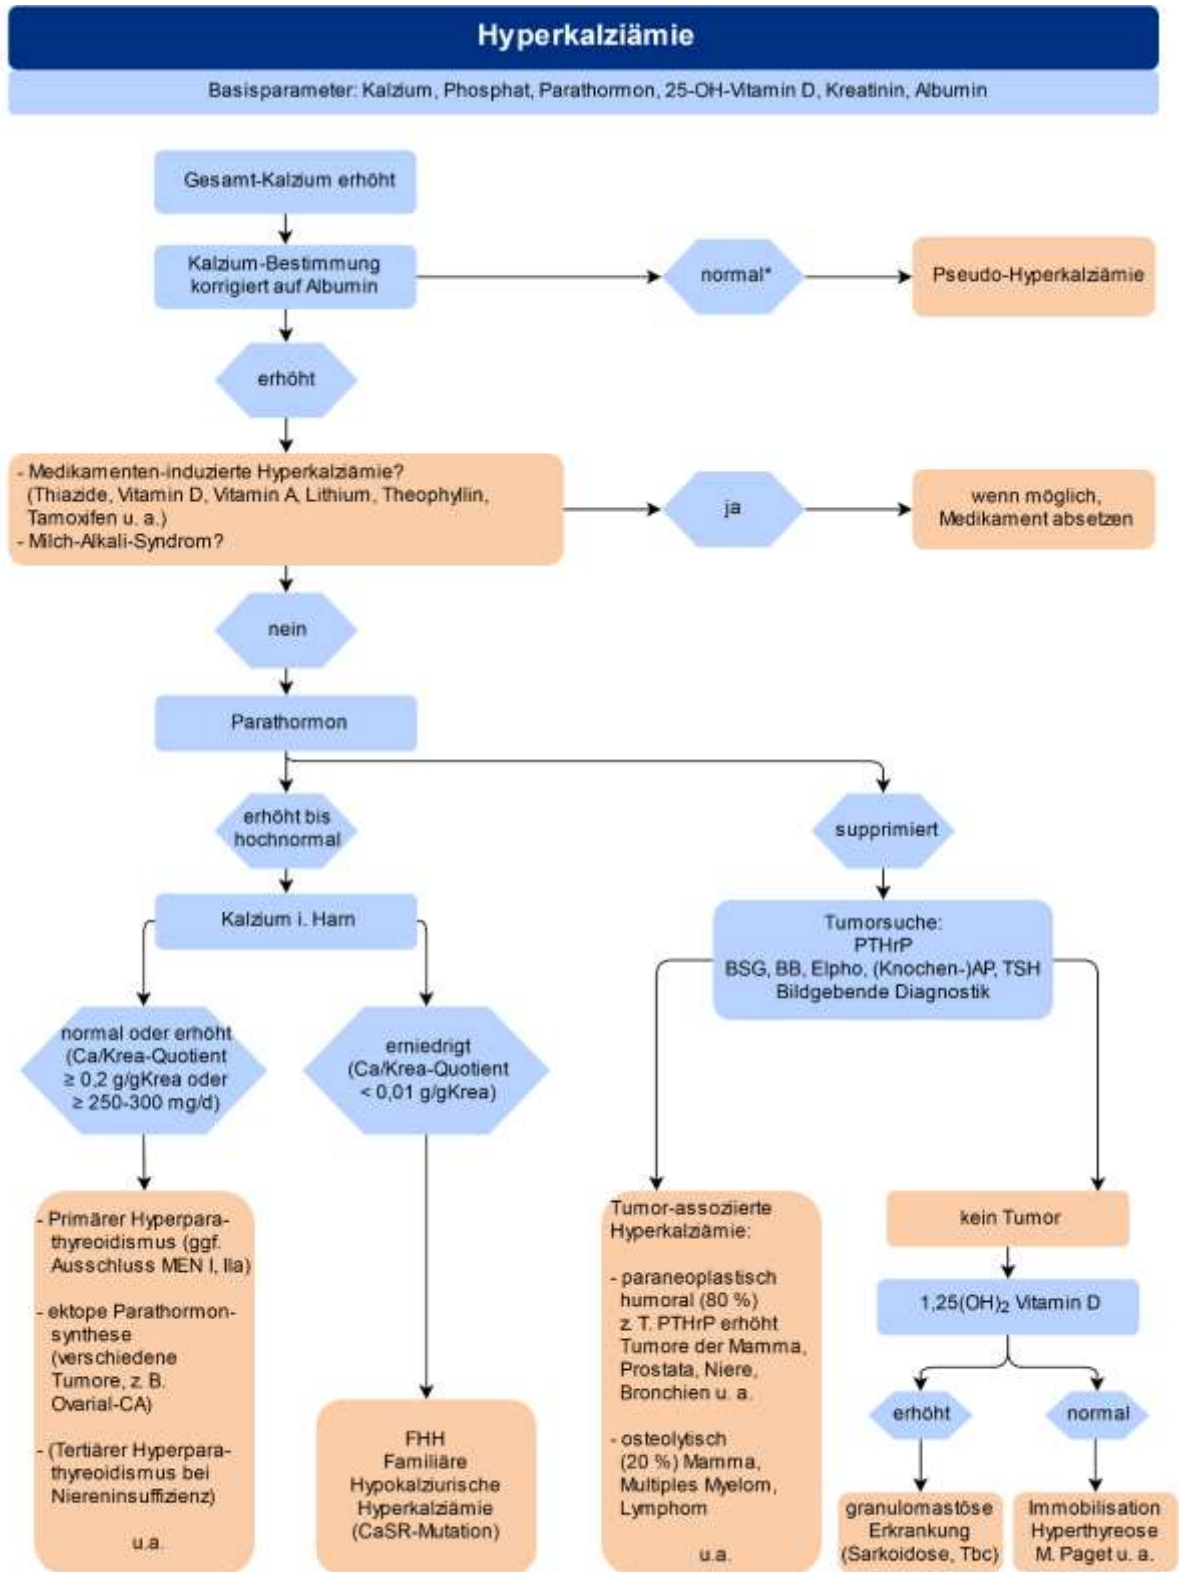 Hyperkalziämie
Basisparameter: Kalzium, Phosphat, Parathormon, 25-OH-Vitamin D, Kreatinin, Albumin
Gesamt-Kalzium erhöht
Kalzium-Bestimmung
korrigiert auf Albumin
normal*
Pseudo-Hyperkalziämie
erhöht
- Medikamenten-induzierte Hyperkalziämie?
(Thiazide, Vitamin D, Vitamin A, Lithium, Theophyllin,
Tamoxifen u. a.)
- Milch-Alkali-Syndrom?
ja
wenn möglich,
Medikament absetzen
nein
Parathormon
erhöht bis
hochnormal
supprimiert
Kalzium i. Harn
Tumorsuche:
PTHrP
BSG, BB, Elpho, (Knochen-)AP, TSH
Bildgebende Diagnostik
normal oder erhöht
(Ca/Krea-Quotient
≥ 0,2 g/gKrea oder
≥ 250-300 mg/d)
erniedrigt
(Ca/Krea-Quotient
< 0,01 g/gKrea)
- Primärer Hyperpara-
thyreoidismus (ggf.
Ausschluss MEN I, IIa)
- ektope Parathormon-
synthese
(verschiedene
Tumore, z. B.
Ovarial-CA)
- (Tertiärer Hyperpara-
thyreoidismus bei
Niereninsuffizienz)
u.a.
FHH
Familiäre
Hypokalziurische
Hyperkalziämie
(CaSR-Mutation)
Tumor-assoziierte
Hyperkalziämie:
- paraneoplastisch
humoral (80 %)
z. T. PTHrP erhöht
Tumore der Mamma,
Prostata, Niere,
Bronchien u. a.
- osteolytisch
(20 %) Mamma,
Multiples Myelom,
Lymphom
u.a.
kein Tumor
1,25(OH)₂ Vitamin D
erhöht
normal
granulomastöse
Erkrankung
(Sarkoidose, Tbc)
Immobilisation
Hyperthyreose
M. Paget u. a.